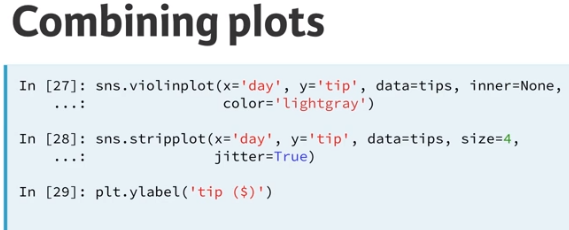 Combining plots
In [27]: sns.violinplot(x='day', y='tip', data=tips, inner=None,
...: color='lightgray')
In [28]: sns.stripplot(x='day', y='tip', data=tips, size=4,
...: jitter=True)
In [29]: plt.ylabel('tip ($)')